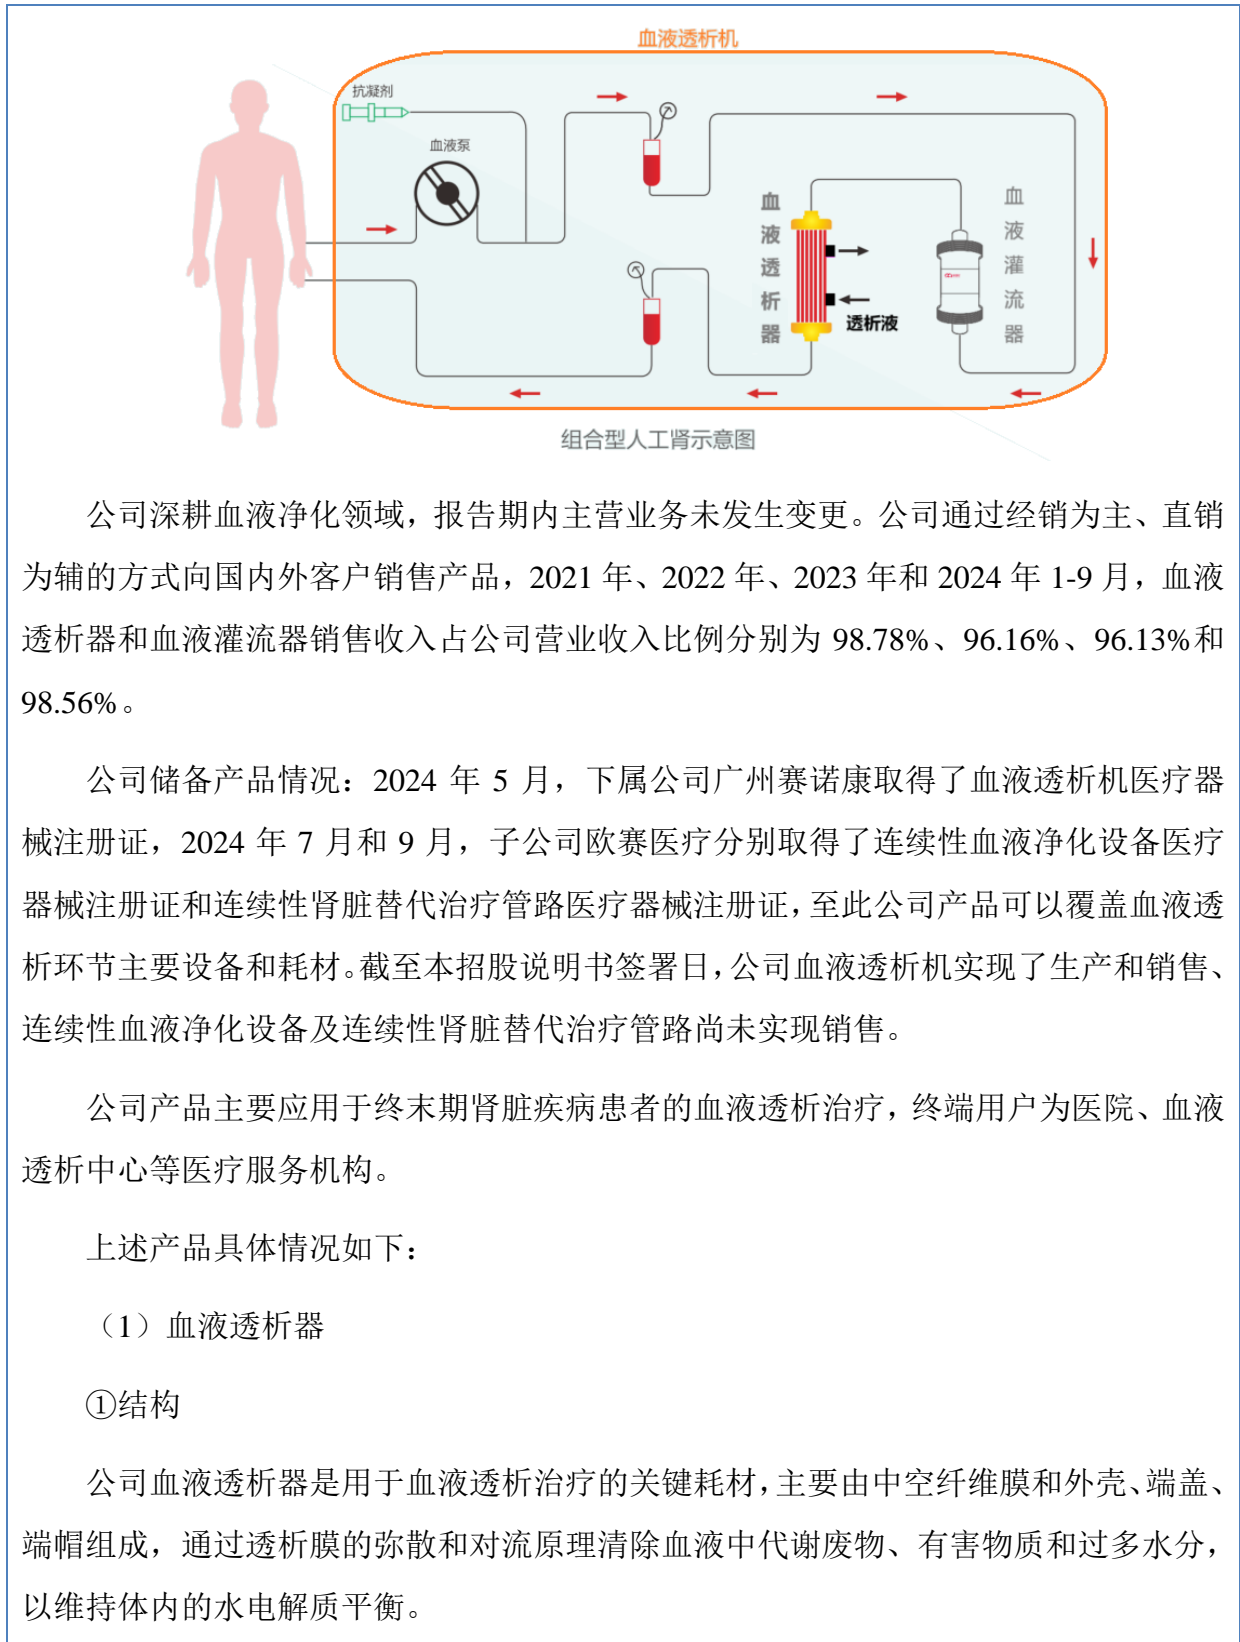 血液透析机
抗凝剂
血液泵
血液透析器
血液灌流器
透析液
组合型人工肾示意图
公司深耕血液净化领域，报告期内主营业务未发生变更。公司通过经销为主、直销
为辅的方式向国内外客户销售产品，2021 年、2022 年、2023 年和 2024 年 1-9 月，血液
透析器和血液灌流器销售收入占公司营业收入比例分别为 98.78%、96.16%、96.13%和
98.56%。
公司储备产品情况：2024 年 5 月，下属公司广州赛诺康取得了血液透析机医疗器
械注册证，2024 年 7 月和 9 月，子公司欧赛医疗分别取得了连续性血液净化设备医疗
器械注册证和连续性肾脏替代治疗管路医疗器械注册证，至此公司产品可以覆盖血液透
析环节主要设备和耗材。截至本招股说明书签署日，公司血液透析机实现了生产和销售、
连续性血液净化设备及连续性肾脏替代治疗管路尚未实现销售。
公司产品主要应用于终末期肾脏疾病患者的血液透析治疗，终端用户为医院、血液
透析中心等医疗服务机构。
上述产品具体情况如下：
（1）血液透析器
①结构
公司血液透析器是用于血液透析治疗的关键耗材，主要由中空纤维膜和外壳、端盖、
端帽组成，通过透析膜的弥散和对流原理清除血液中代谢废物、有害物质和过多水分，
以维持体内的水电解质平衡。